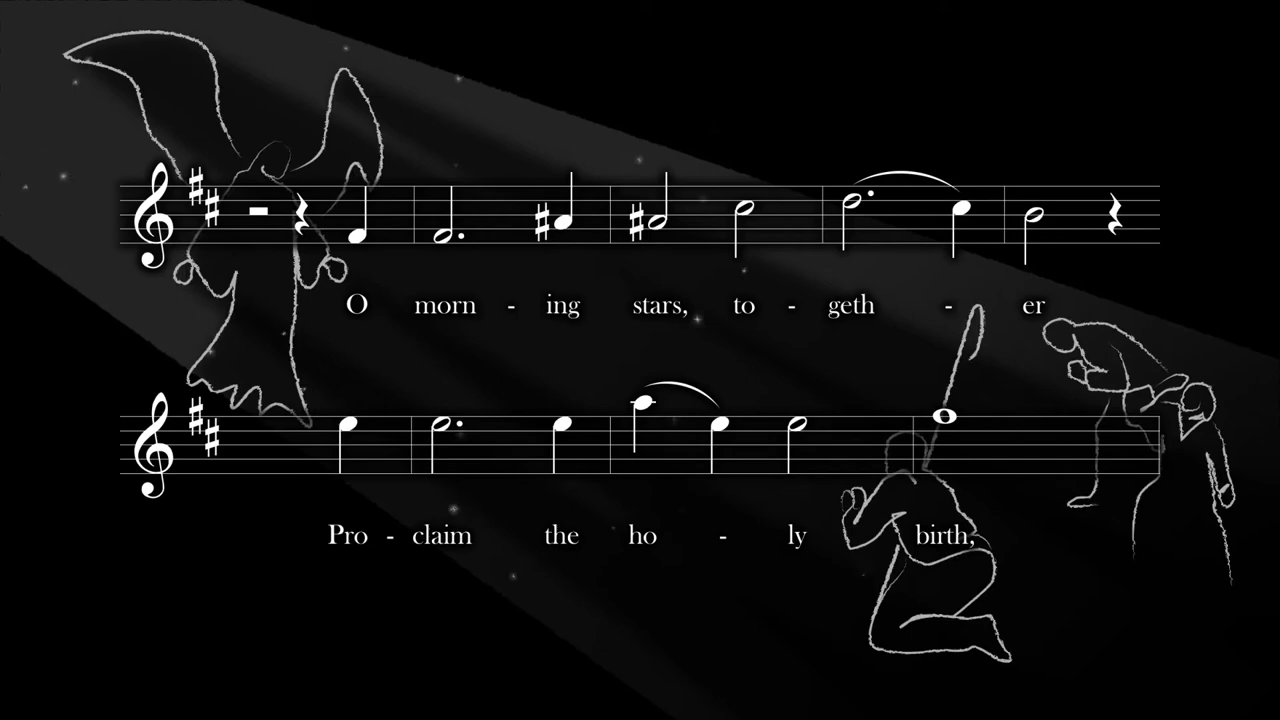 O morn - ing stars, to - geth - er
Pro - claim the ho - ly birth,